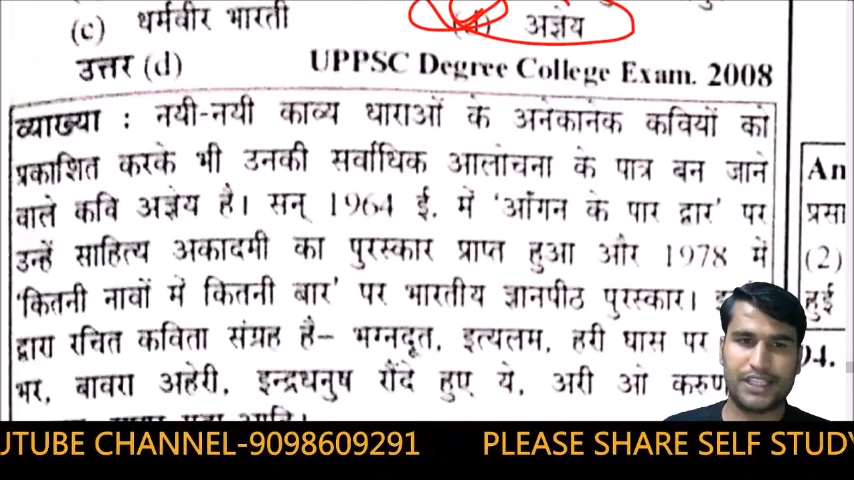 (c) धर्मवीर भारती
(d) अज्ञेय
उत्तर (d) UPPSC Degree College Exam. 2008
व्याख्या : नयी-नयी काव्य धाराओं के अनेकानेक कवियों को
प्रकाशित करके भी उनकी सर्वाधिक आलोचना के पात्र बन जाने
वाले कवि अज्ञेय है। सन् 1964 ई. में 'आँगन के पार द्वार' पर
उन्हें साहित्य अकादमी का पुरस्कार प्राप्त हुआ और 1978 में
'कितनी नावों में कितनी बार' पर भारतीय ज्ञानपीठ पुरस्कार।
द्वारा रचित कविता संग्रह है– भग्नदूत, इत्यलम, हरी घास पर
भर, बावरा अहेरी, इन्द्रधनुष रौंदे हुए ये, अरी ओ
An
प्रसा
(2)
हुई
94.
UTUBE CHANNEL-9098609291 PLEASE SHARE SELF STUDY